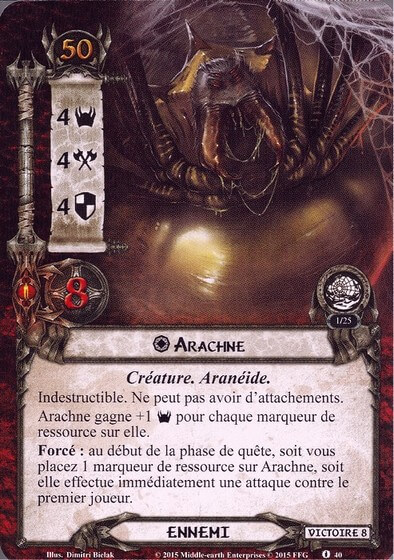 50
4
4
4
8
1/25
ARACHNE
Créature. Aranéide.
Indestructible. Ne peut pas avoir d'attachements.
Arachne gagne +1 pour chaque marqueur de
ressource sur elle.
Forcé : au début de la phase de quête, soit vous
placez 1 marqueur de ressource sur Arachne, soit
elle effectue immédiatement une attaque contre le
premier joueur.
ENNEMI
VICTOIRE 8
Illus. Dimitri Bielak © 2015 Middle-earth Enterprises © 2015 FFG 40